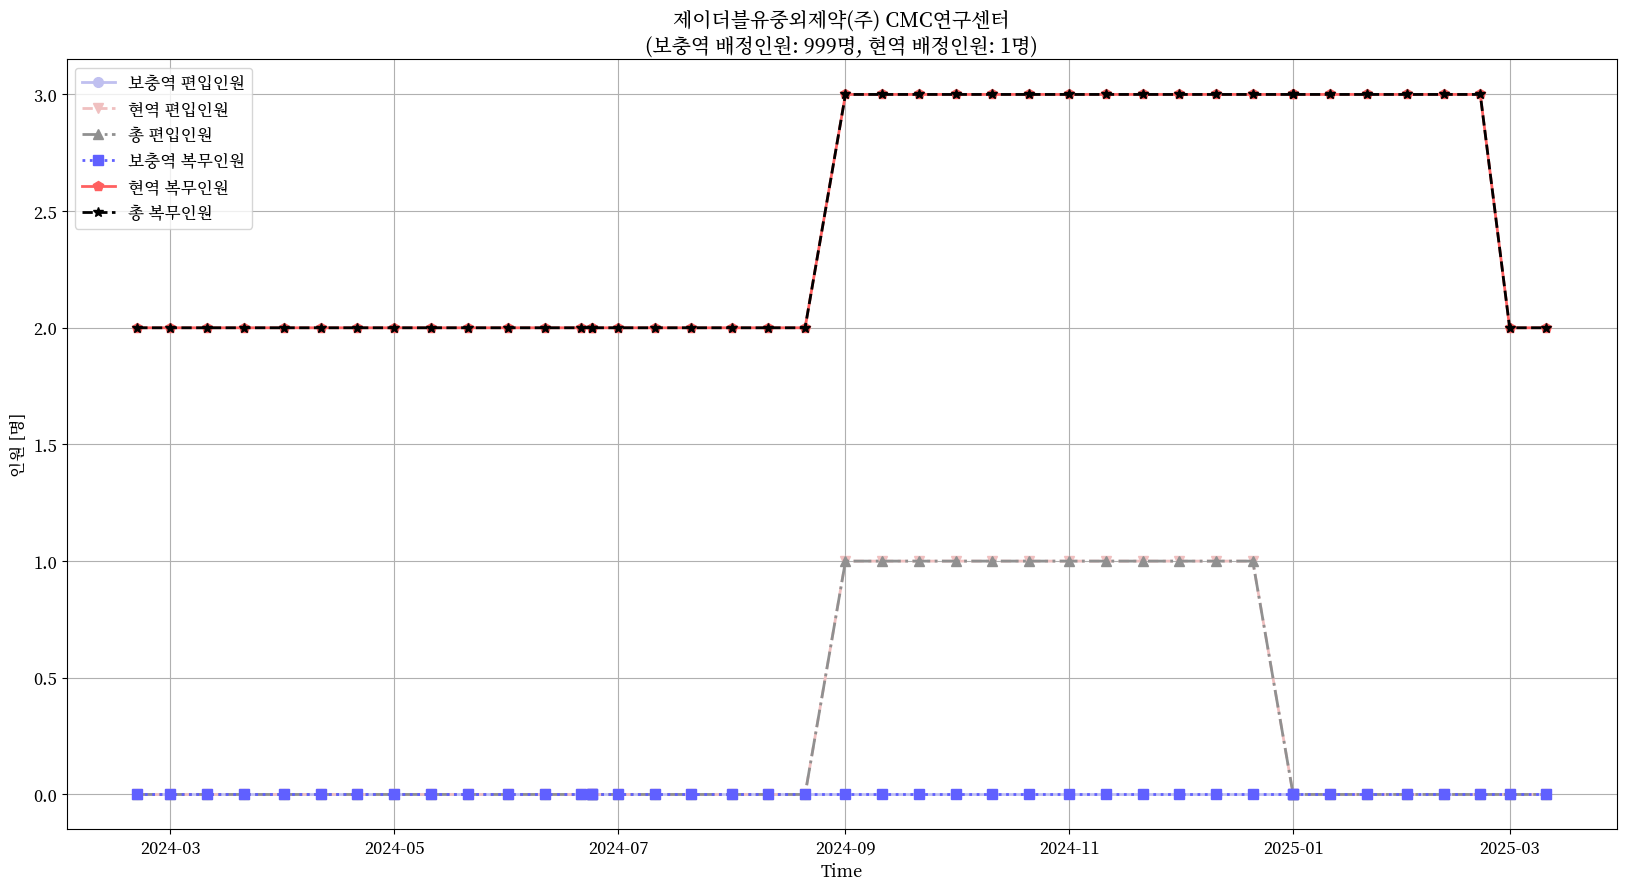 제이더블유중외제약(주) CMC연구센터
(보충역 배정인원: 999명, 현역 배정인원: 1명)
보충역 편입인원
현역 편입인원
총 편입인원
보충역 복무인원
현역 복무인원
총 복무인원
3.0
2.5
2.0
1.5
1.0
0.5
0.0
인원 [명]
2024-03
2024-05
2024-07
2024-09
2024-11
2025-01
2025-03
Time